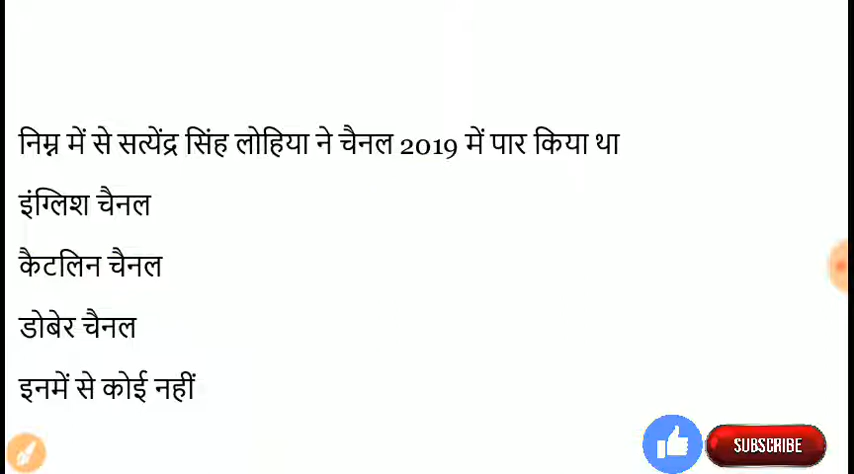 निम्न में से सत्येंद्र सिंह लोहिया ने चैनल 2019 में पार किया था
इंग्लिश चैनल
कैटलिन चैनल
डोबेर चैनल
इनमें से कोई नहीं
SUBSCRIBE